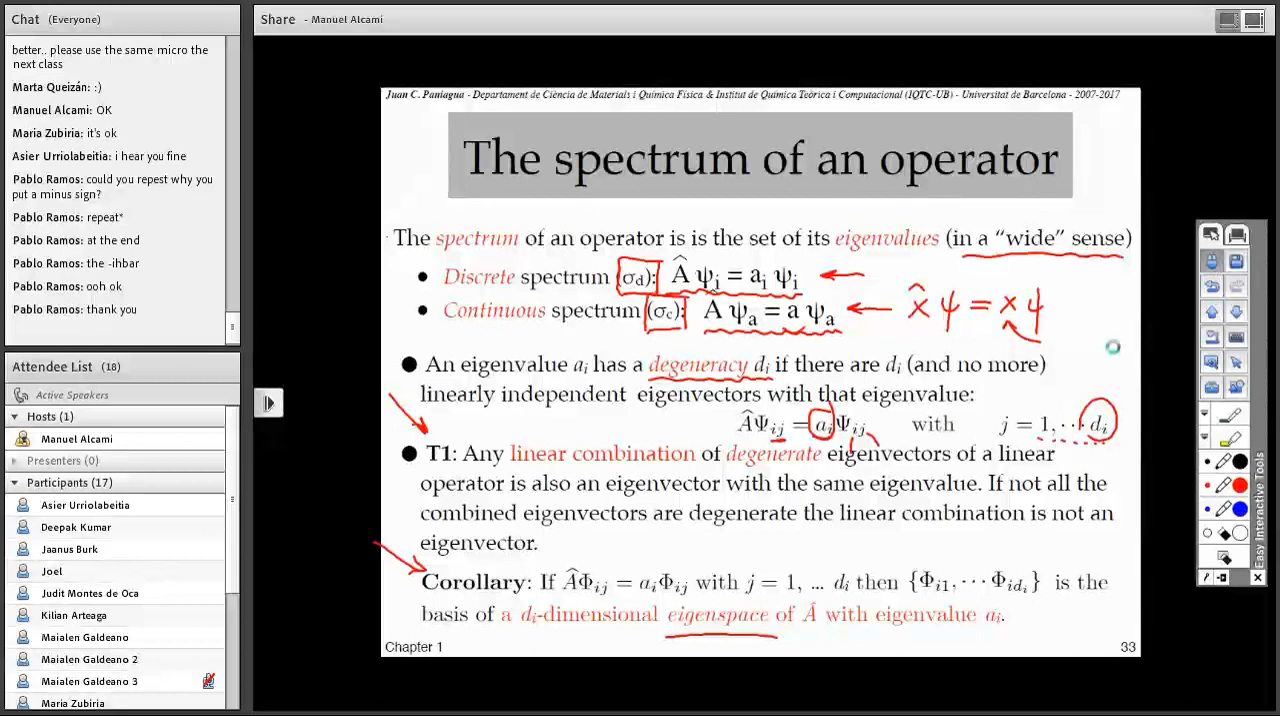 Chat (Everyone)
better.. please use the same micro the
next class
Marta Queizán: :)
Manuel Alcami: OK
Maria Zubiria: it's ok
Asier Urriolabeitia: i hear you fine
Pablo Ramos: could you repest why you
put a minus sign?
Pablo Ramos: repeat*
Pablo Ramos: at the end
Pablo Ramos: the -ihbar
Pablo Ramos: ooh ok
Pablo Ramos: thank you
Attendee List (18)
Active Speakers
Hosts (1)
Manuel Alcami
Presenters (0)
Participants (17)
Asier Urriolabeitia
Deepak Kumar
Jaanus Burk
Joel
Judit Montes de Oca
Kilian Arteaga
Maialen Galdeano
Maialen Galdeano 2
Maialen Galdeano 3
Maria Zubiria
Share - Manuel Alcami
Juan C. Paniagua - Departament de Ciència de Materials i Química Física & Institut de Química Teòrica i Computacional (IQTC-UB) - Universitat de Barcelona - 2007-2017
The spectrum of an operator
The spectrum of an operator is is the set of its eigenvalues (in a “wide” sense)
• Discrete spectrum (σd): Â ψi = ai ψi
• Continuous spectrum (σc): A ψa = a ψa x̂ ψ = x ψ
● An eigenvalue ai has a degeneracy di if there are di (and no more)
linearly independent eigenvectors with that eigenvalue:
ÂΨij = aiΨij with j = 1, ··· di
● T1: Any linear combination of degenerate eigenvectors of a linear
operator is also an eigenvector with the same eigenvalue. If not all the
combined eigenvectors are degenerate the linear combination is not an
eigenvector.
Corollary: If ÂΦij = aiΦij with j = 1, ... di then {Φi1, ··· Φidi} is the
basis of a di-dimensional eigenspace of Â with eigenvalue ai.
Chapter 1 33
Easy Interactive Tools